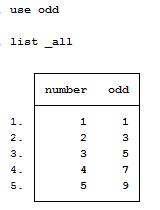 . use odd
. list _all
number odd
1. 1 1
2. 2 3
3. 3 5
4. 4 7
5. 5 9